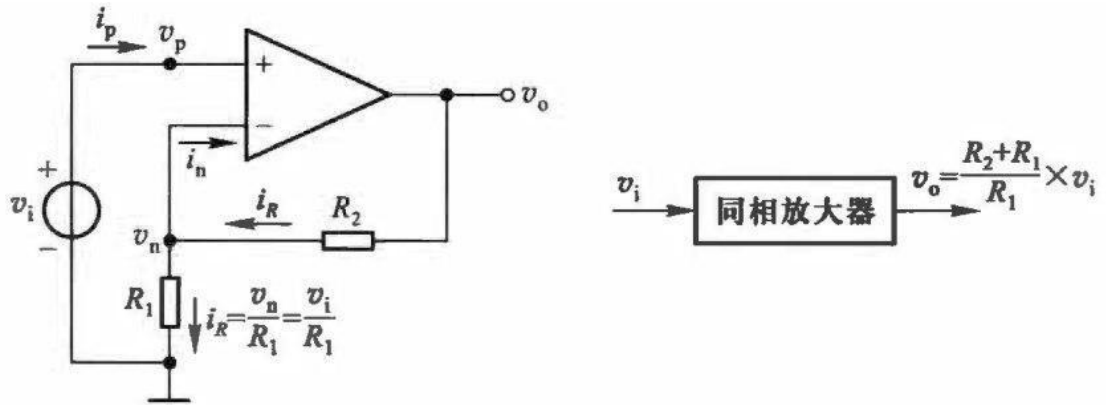 i_p
v_p
+
−
v_o
i_n
+
v_i
−
i_R
R_2
v_n
R_1
i_R=v_n/R_1=v_i/R_1
v_i
同相放大器
v_o=(R_2+R_1)/R_1×v_i